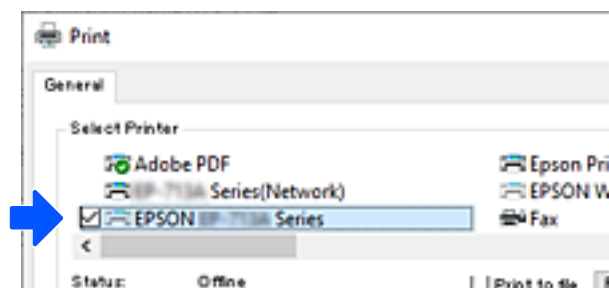 Print
General
Select Printer
Adobe PDF
Epson Pri
Series(Network)
EPSON W
EPSON Series
Fax
Status: Offline
Print to file